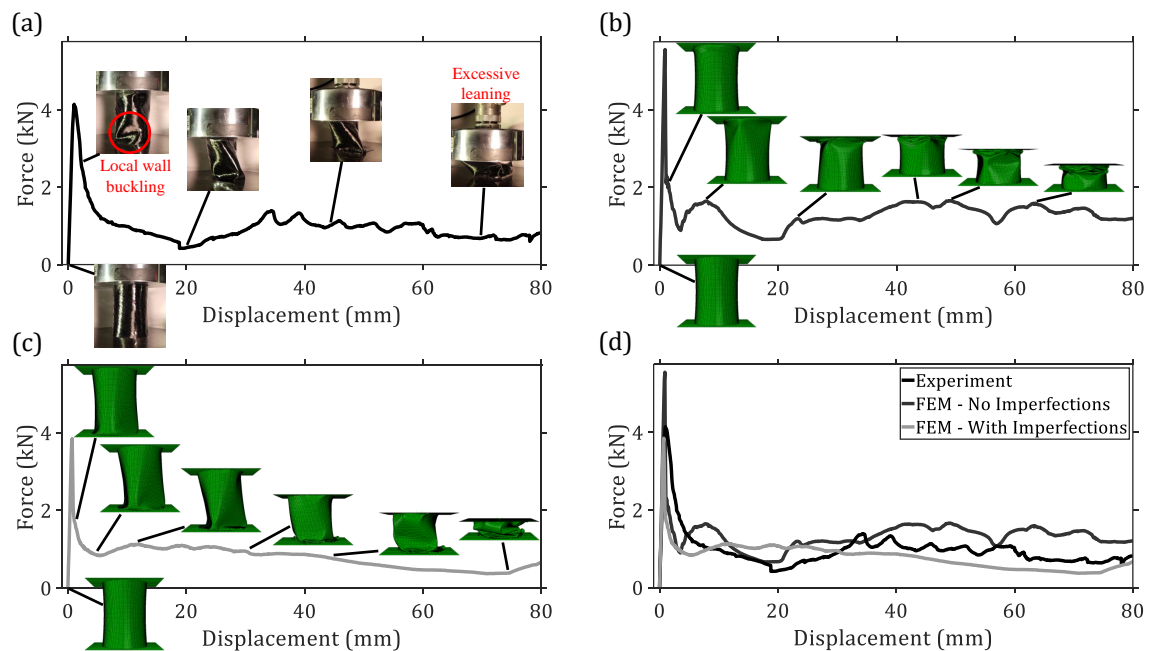 (a)
Force (kN)
4
2
0
0
20
40
60
80
Displacement (mm)
Local wall
buckling
Excessive
leaning
(b)
Force (kN)
4
2
0
0
20
40
60
80
Displacement (mm)
(c)
Force (kN)
4
2
0
0
20
40
60
80
Displacement (mm)
(d)
Force (kN)
4
2
0
0
20
40
60
80
Displacement (mm)
Experiment
FEM - No Imperfections
FEM - With Imperfections